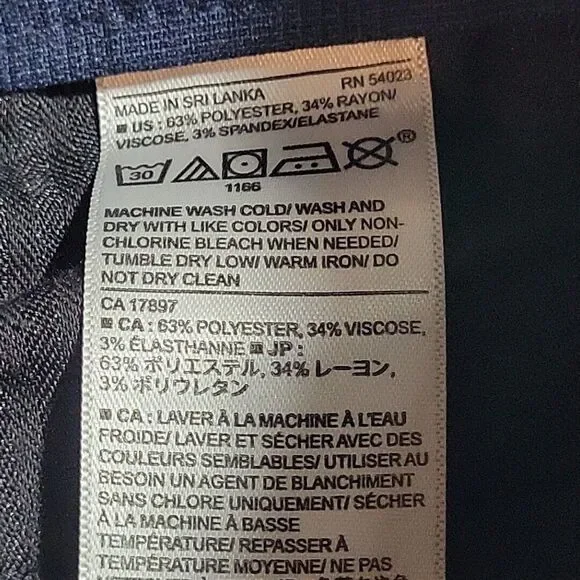 MADE IN SRI LANKA RN 54023
US : 63% POLYESTER, 34% RAYON/
VISCOSE, 3% SPANDEX/ELASTANE
30 ®
1166
MACHINE WASH COLD/ WASH AND
DRY WITH LIKE COLORS/ ONLY NON-
CHLORINE BLEACH WHEN NEEDED/
TUMBLE DRY LOW/ WARM IRON/ DO
NOT DRY CLEAN
CA 17897
CA : 63% POLYESTER, 34% VISCOSE,
3% ÉLASTHANNE JP :
63% ポリエステル, 34% レーヨン,
3% ポリウレタン
CA : LAVER À LA MACHINE À L'EAU
FROIDE/ LAVER ET SÉCHER AVEC DES
COULEURS SEMBLABLES/ UTILISER AU
BESOIN UN AGENT DE BLANCHIMENT
SANS CHLORE UNIQUEMENT/ SÉCHER
À LA MACHINE À BASSE
TEMPÉRATURE/ REPASSER À
TEMPÉRATURE MOYENNE/ NE PAS